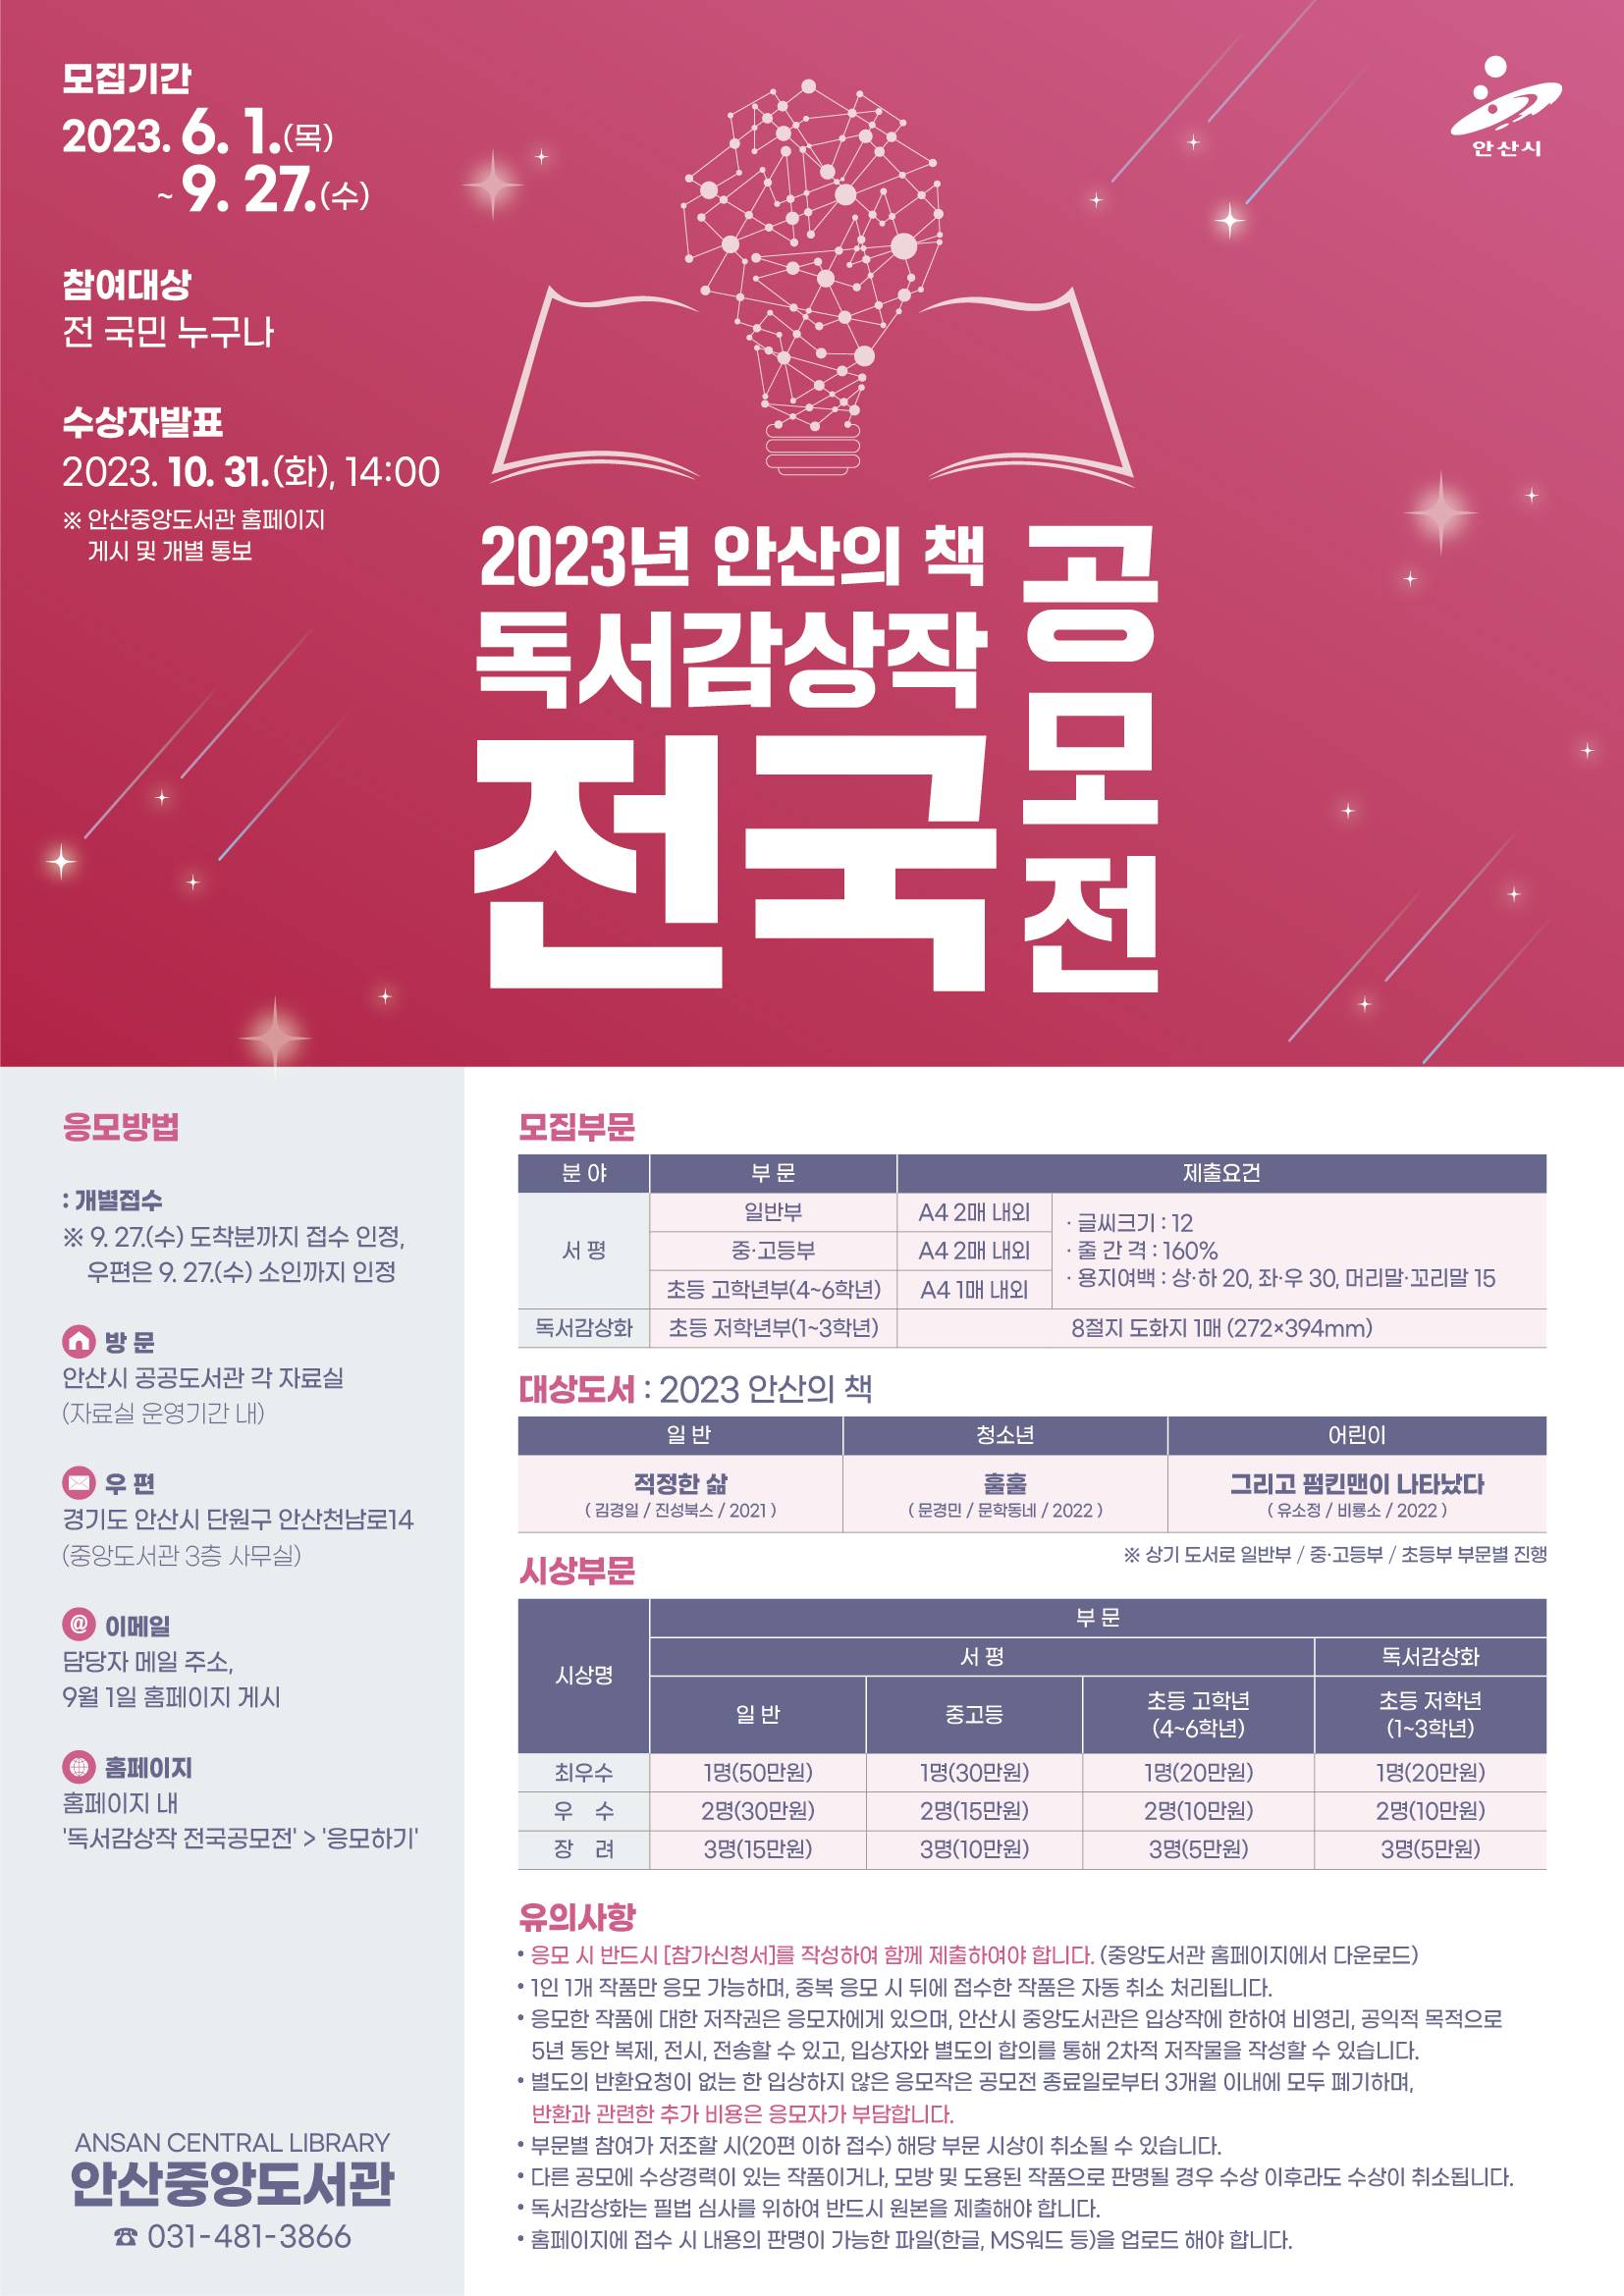 모집기간
2023. 6. 1.(목)
~ 9. 27.(수)
참여대상
전 국민 누구나
수상자발표
2023. 10. 31.(화), 14:00
※ 안산중앙도서관 홈페이지
게시 및 개별 통보
안산시
2023년 안산의 책
독서감상작
전국
공모전
응모방법
: 개별접수
※ 9. 27.(수) 도착분까지 접수 인정,
우편은 9. 27.(수) 소인까지 인정
방 문
안산시 공공도서관 각 자료실
(자료실 운영기간 내)
우 편
경기도 안산시 단원구 안산천남로14
(중앙도서관 3층 사무실)
@ 이메일
담당자 메일 주소,
9월 1일 홈페이지 게시
홈페이지
홈페이지 내
'독서감상작 전국공모전' > '응모하기'
ANSAN CENTRAL LIBRARY
안산중앙도서관
☎ 031-481-3866
모집부문
분 야 부 문 제출요건
서 평
일반부 A4 2매 내외
중·고등부 A4 2매 내외
초등 고학년부(4~6학년) A4 1매 내외
· 글씨크기 : 12
· 줄 간 격 : 160%
· 용지여백 : 상·하 20, 좌·우 30, 머리말·꼬리말 15
독서감상화 초등 저학년부(1~3학년) 8절지 도화지 1매 (272×394mm)
대상도서 : 2023 안산의 책
일 반 청소년 어린이
적정한 삶 훌훌 그리고 펌킨맨이 나타났다
( 김경일 / 진성북스 / 2021 ) ( 문경민 / 문학동네 / 2022 ) ( 유소정 / 비룡소 / 2022 )
※ 상기 도서로 일반부 / 중·고등부 / 초등부 부문별 진행
시상부문
시상명 부 문
서 평 독서감상화
일 반 중고등 초등 고학년 (4~6학년) 초등 저학년 (1~3학년)
최우수 1명(50만원) 1명(30만원) 1명(20만원) 1명(20만원)
우 수 2명(30만원) 2명(15만원) 2명(10만원) 2명(10만원)
장 려 3명(15만원) 3명(10만원) 3명(5만원) 3명(5만원)
유의사항
• 응모 시 반드시 [참가신청서]를 작성하여 함께 제출하여야 합니다. (중앙도서관 홈페이지에서 다운로드)
• 1인 1개 작품만 응모 가능하며, 중복 응모 시 뒤에 접수한 작품은 자동 취소 처리됩니다.
• 응모한 작품에 대한 저작권은 응모자에게 있으며, 안산시 중앙도서관은 입상작에 한하여 비영리, 공익적 목적으로
5년 동안 복제, 전시, 전송할 수 있고, 입상자와 별도의 합의를 통해 2차적 저작물을 작성할 수 있습니다.
• 별도의 반환요청이 없는 한 입상하지 않은 응모작은 공모전 종료일로부터 3개월 이내에 모두 폐기하며,
반환과 관련한 추가 비용은 응모자가 부담합니다.
• 부문별 참여가 저조할 시(20편 이하 접수) 해당 부문 시상이 취소될 수 있습니다.
• 다른 공모에 수상경력이 있는 작품이거나, 모방 및 도용된 작품으로 판명될 경우 수상 이후라도 수상이 취소됩니다.
• 독서감상화는 필법 심사를 위하여 반드시 원본을 제출해야 합니다.
• 홈페이지에 접수 시 내용의 판명이 가능한 파일(한글, MS워드 등)을 업로드 해야 합니다.